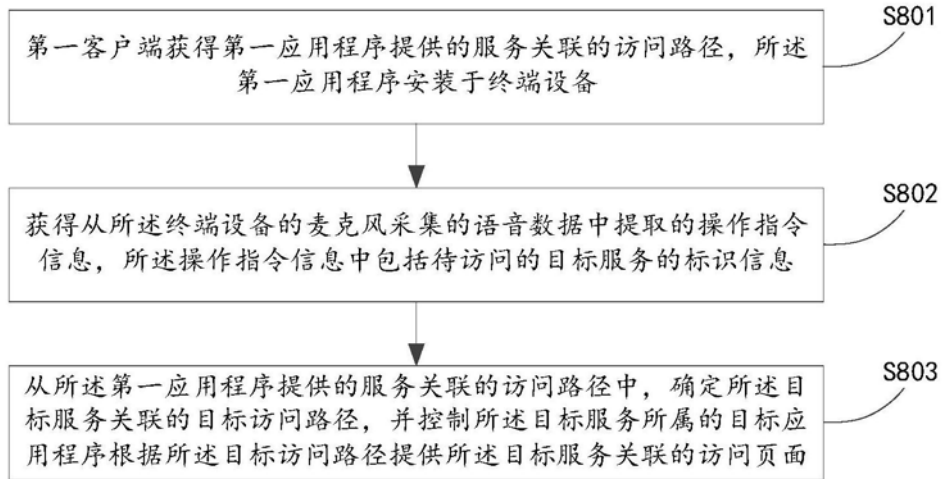 S801
第一客户端获得第一应用程序提供的服务关联的访问路径，所述
第一应用程序安装于终端设备
S802
获得从所述终端设备的麦克风采集的语音数据中提取的操作指令
信息，所述操作指令信息中包括待访问的目标服务的标识信息
S803
从所述第一应用程序提供的服务关联的访问路径中，确定所述目
标服务关联的目标访问路径，并控制所述目标服务所属的目标应
用程序根据所述目标访问路径提供所述目标服务关联的访问页面